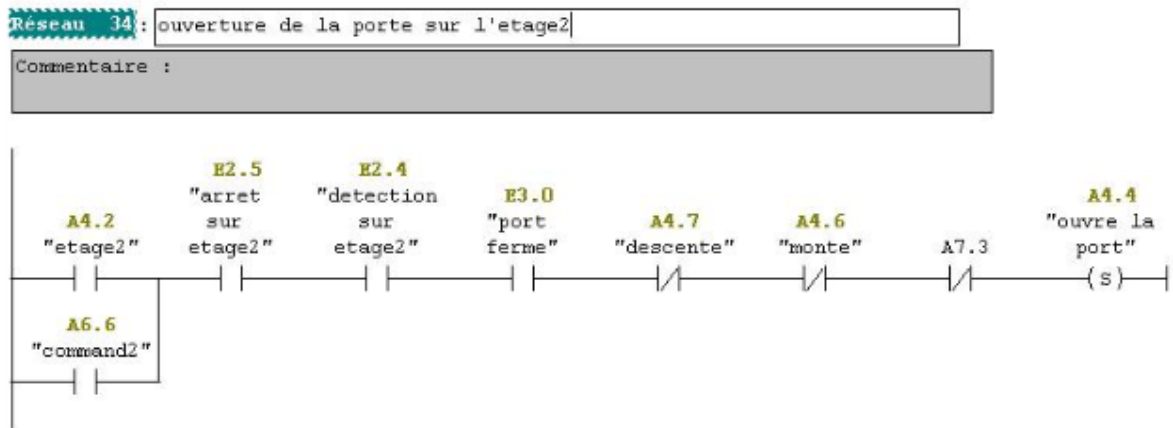 Réseau 34 : ouverture de la porte sur l'etage2
Commentaire :
E2.5 E2.4
"arret "detection E3.0 A4.4
A4.2 sur sur "port A4.7 A4.6 "ouvre la
"etage2" etage2" etage2" ferme" "descente" "monte" A7.3 port"
(S)
A6.6
"command2"